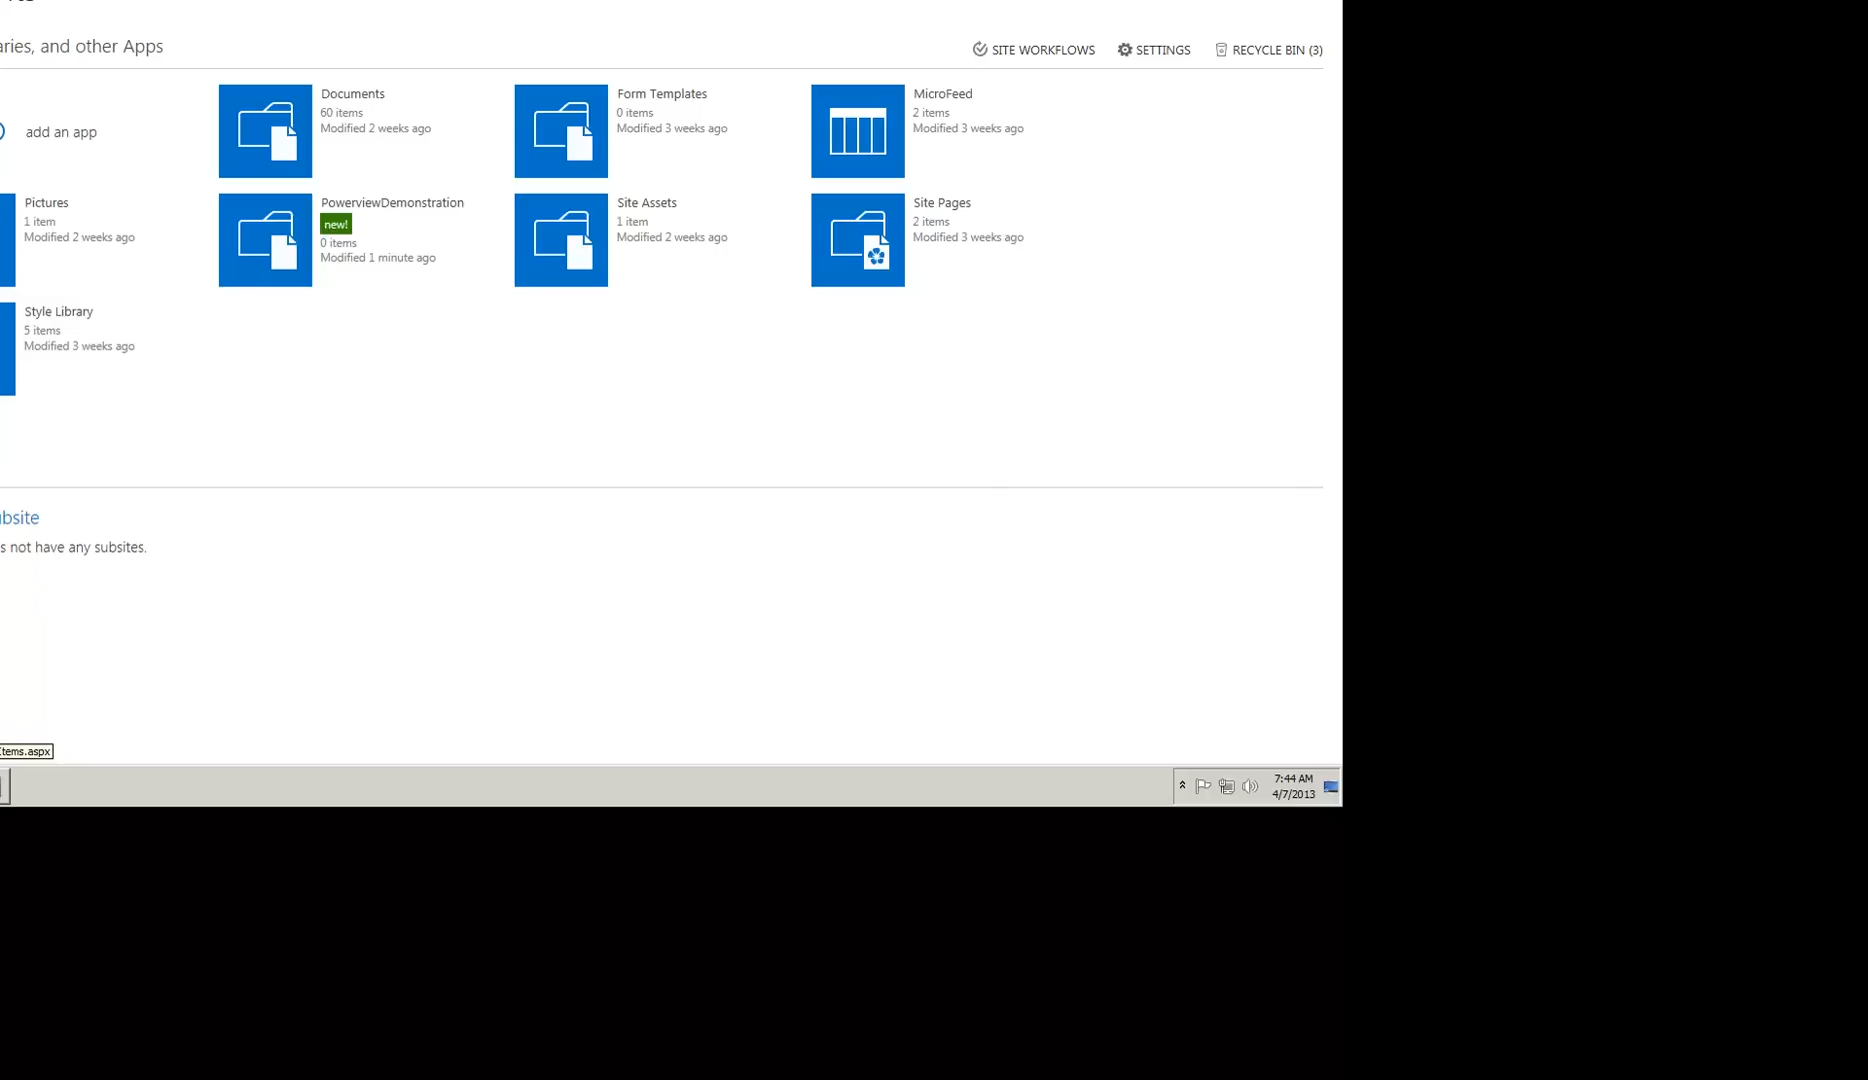 aries, and other Apps
SITE WORKFLOWS
SETTINGS
RECYCLE BIN (3)
add an app
Documents
60 items
Modified 2 weeks ago
Form Templates
0 items
Modified 3 weeks ago
MicroFeed
2 items
Modified 3 weeks ago
Pictures
1 item
Modified 2 weeks ago
PowerviewDemonstration
new!
0 items
Modified 1 minute ago
Site Assets
1 item
Modified 2 weeks ago
Site Pages
2 items
Modified 3 weeks ago
Style Library
5 items
Modified 3 weeks ago
bsite
s not have any subsites.
Items.aspx
7:44 AM
4/7/2013